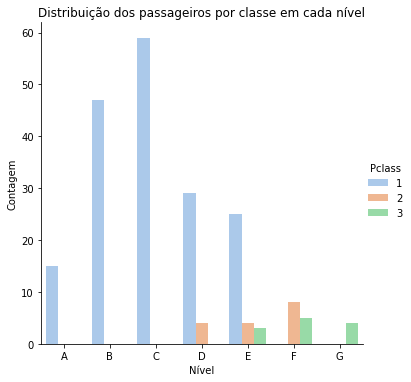 Distribuição dos passageiros por classe em cada nível
60
50
40
30
20
10
0
Contagem
A B C D E F G
Nível
Pclass
1
2
3